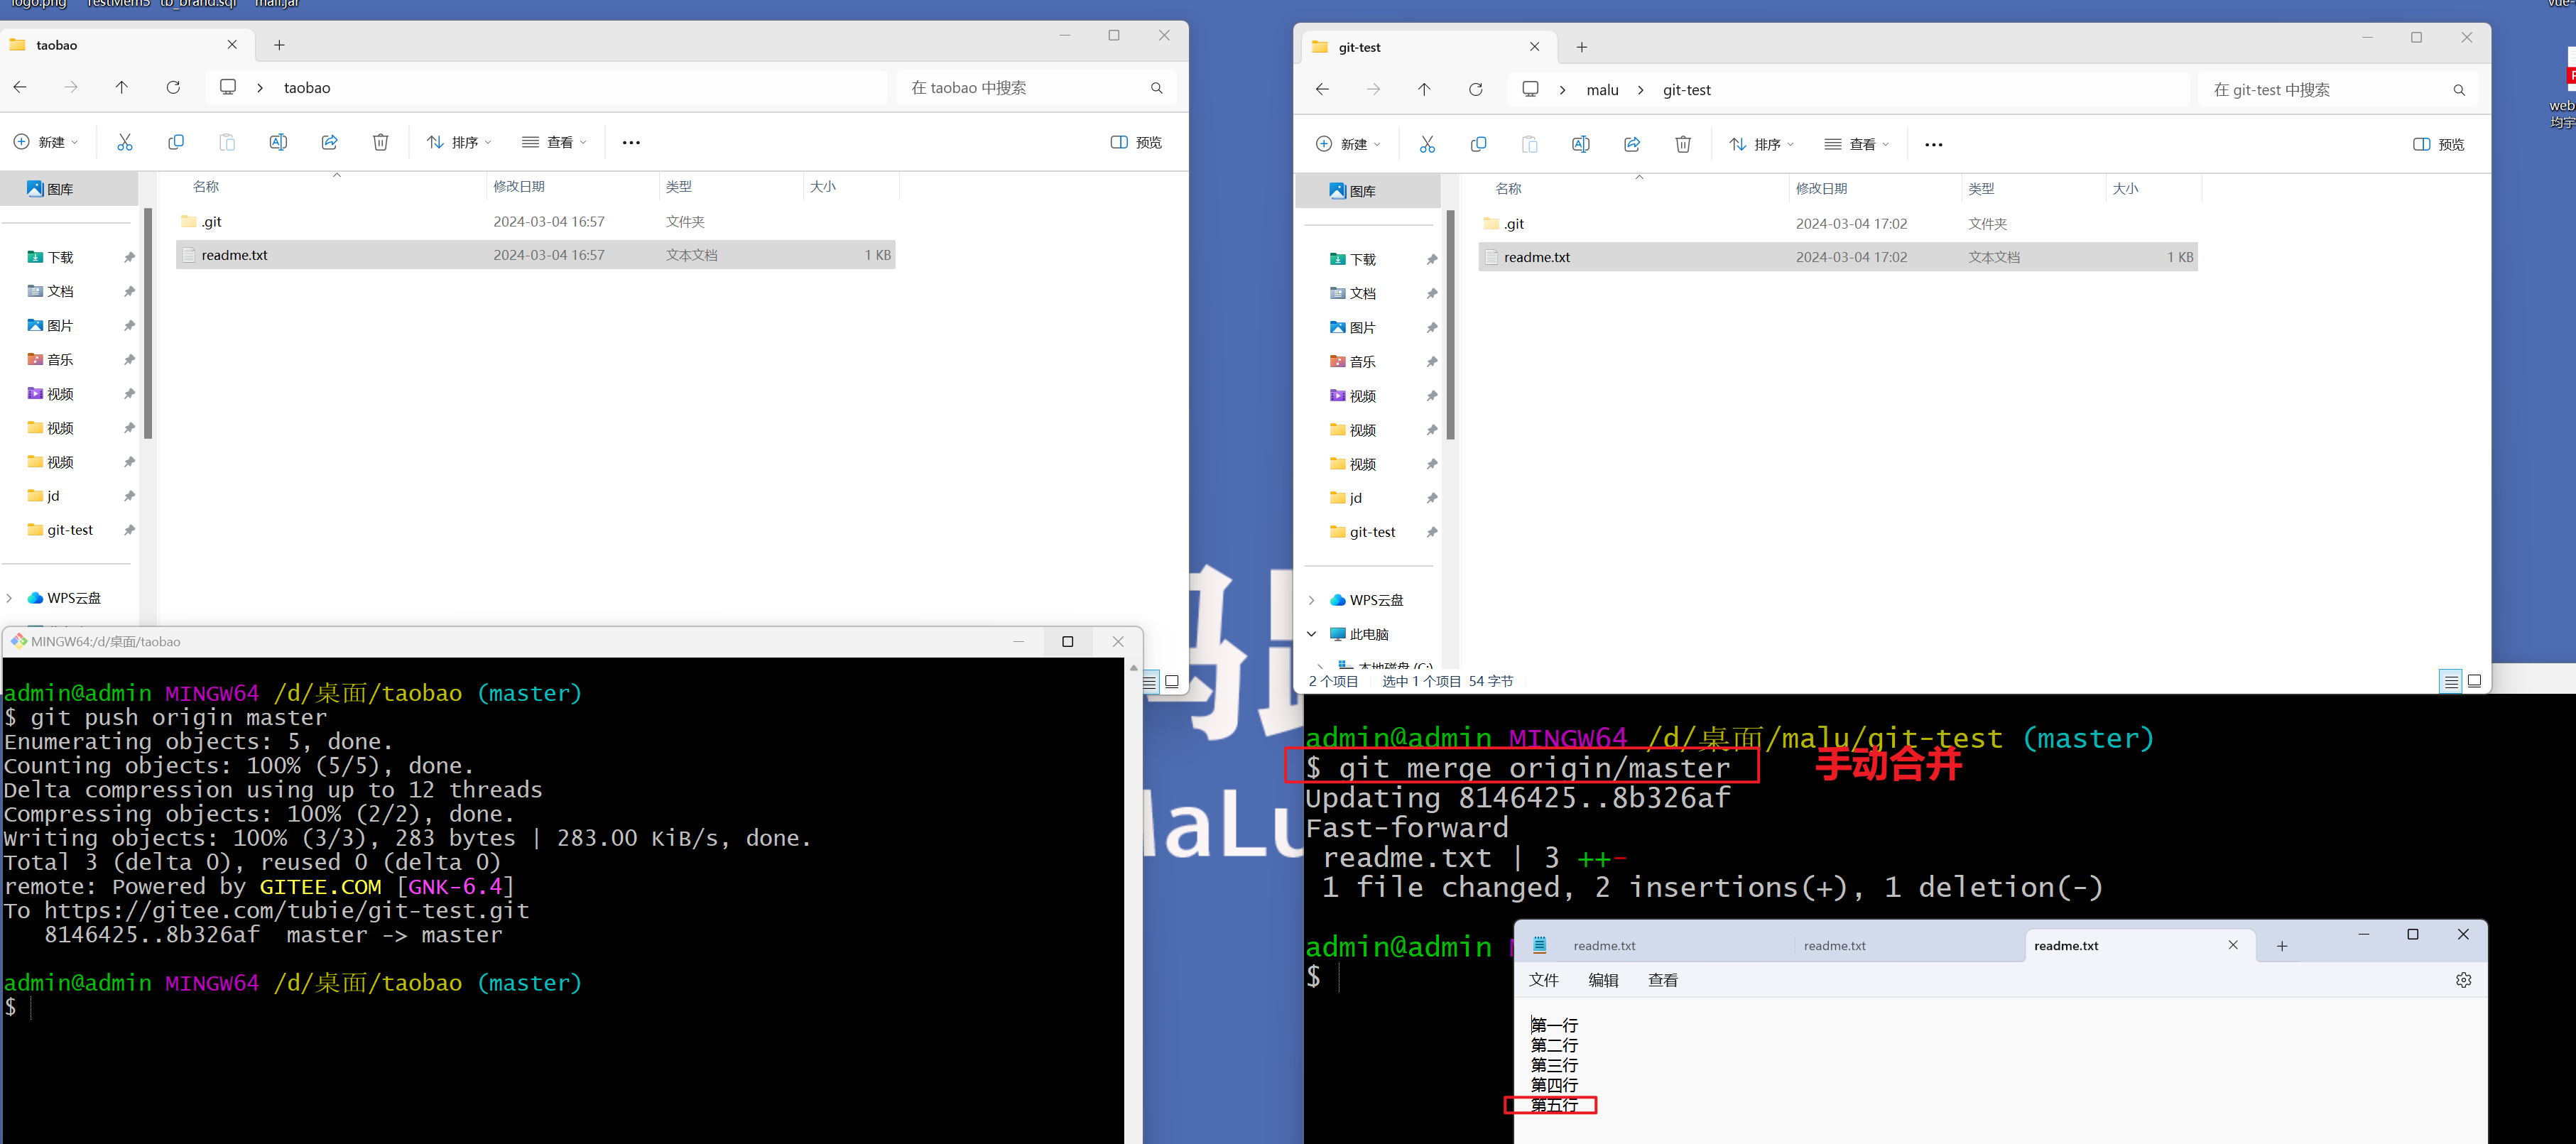 logo.png TestMem3 tb_brand.sql mall.jar
taobao
taobao
在 taobao 中搜索
新建
排序
查看
预览
图库
名称
修改日期
类型
大小
.git 2024-03-04 16:57 文件夹
readme.txt 2024-03-04 16:57 文本文档 1 KB
下载
文档
图片
音乐
视频
视频
视频
jd
git-test
WPS云盘
MINGW64:/d/桌面/taobao
admin@admin MINGW64 /d/桌面/taobao (master)
$ git push origin master
Enumerating objects: 5, done.
Counting objects: 100% (5/5), done.
Delta compression using up to 12 threads
Compressing objects: 100% (2/2), done.
Writing objects: 100% (3/3), 283 bytes | 283.00 KiB/s, done.
Total 3 (delta 0), reused 0 (delta 0)
remote: Powered by GITEE.COM [GNK-6.4]
To https://gitee.com/tubie/git-test.git
8146425..8b326af master -> master
admin@admin MINGW64 /d/桌面/taobao (master)
$
git-test
malu
git-test
在 git-test 中搜索
新建
排序
查看
预览
图库
名称
修改日期
类型
大小
.git 2024-03-04 17:02 文件夹
readme.txt 2024-03-04 17:02 文本文档 1 KB
下载
文档
图片
音乐
视频
视频
视频
jd
git-test
WPS云盘
此电脑
本地磁盘 (C:)
2 个项目 选中 1 个项目 54 字节
admin@admin MINGW64 /d/桌面/malu/git-test (master)
$ git merge origin/master
手动合并
Updating 8146425..8b326af
Fast-forward
readme.txt | 3 ++-
1 file changed, 2 insertions(+), 1 deletion(-)
admin@admin
$
readme.txt
readme.txt
readme.txt
文件
编辑
查看
第一行
第二行
第三行
第四行
第五行
码
MaLu
web
均宇